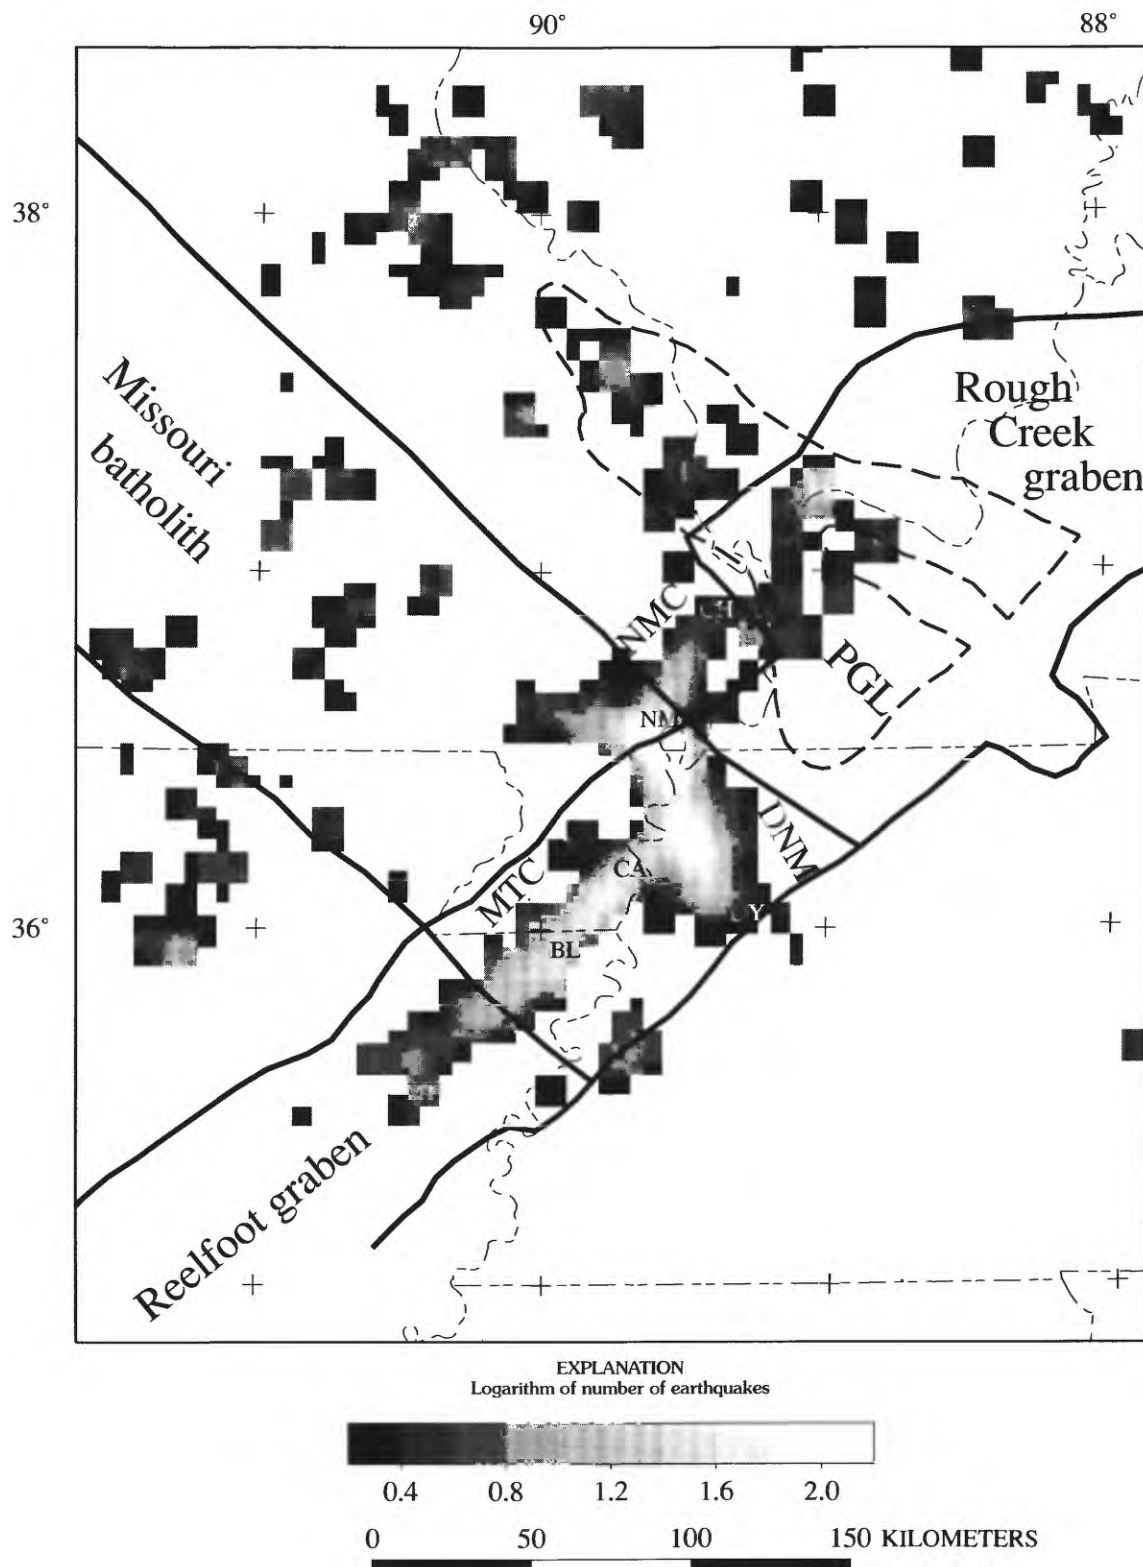 90°
88°
38°
Missouri
batholith
Rough
Creek
graben
NMC
CH
PGL
NM
DNM
CA
MTC
36°
BL
Reelfoot graben
EXPLANATION
Logarithm of number of earthquakes
0.4 0.8 1.2 1.6 2.0
0 50 100 150 KILOMETERS